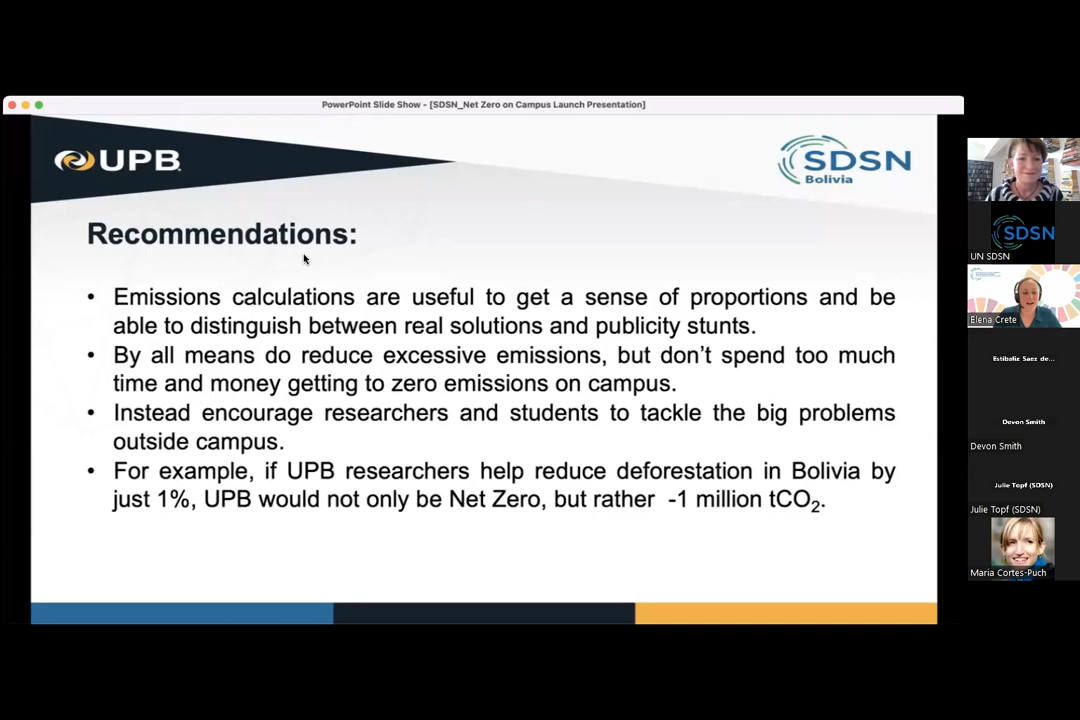 PowerPoint Slide Show - [SDSN_Net Zero on Campus Launch Presentation]
UPB
SDSN
Bolivia
Recommendations:
• Emissions calculations are useful to get a sense of proportions and be
able to distinguish between real solutions and publicity stunts.
• By all means do reduce excessive emissions, but don't spend too much
time and money getting to zero emissions on campus.
• Instead encourage researchers and students to tackle the big problems
outside campus.
• For example, if UPB researchers help reduce deforestation in Bolivia by
just 1%, UPB would not only be Net Zero, but rather -1 million tCO₂.
SDSN
UN SDSN
Elena Crete
Estibaliz Saez de...
Devon Smith
Devon Smith
Julie Topf (SDSN)
Julie Topf (SDSN)
Maria Cortes-Puch